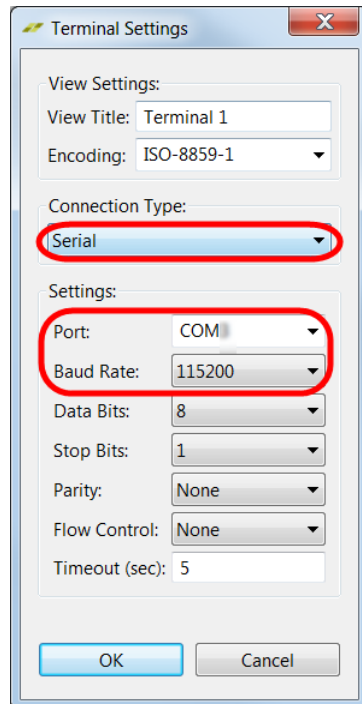 Terminal Settings
View Settings:
View Title: Terminal 1
Encoding: ISO-8859-1
Connection Type:
Serial
Settings:
Port: COM
Baud Rate: 115200
Data Bits: 8
Stop Bits: 1
Parity: None
Flow Control: None
Timeout (sec): 5
OK Cancel